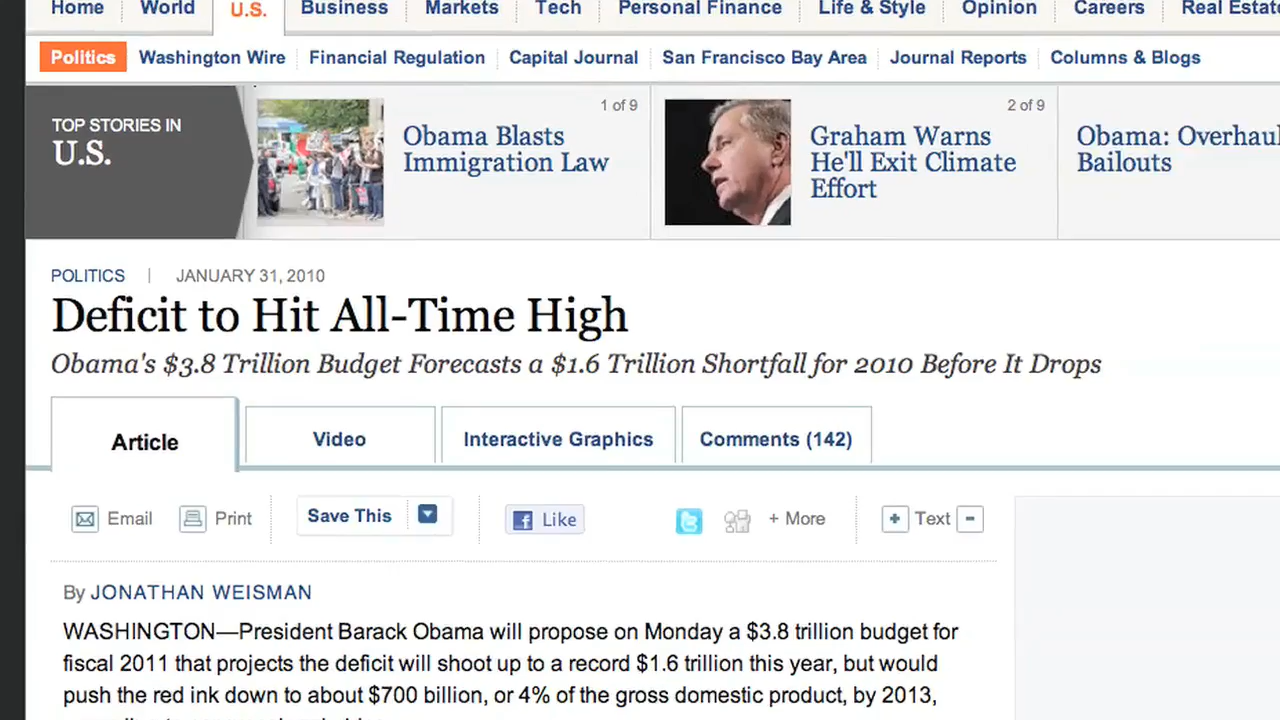 Home World U.S. Business Markets Tech Personal Finance Life & Style Opinion Careers Real Estate
Politics Washington Wire Financial Regulation Capital Journal San Francisco Bay Area Journal Reports Columns & Blogs
TOP STORIES IN
U.S.
1 of 9
Obama Blasts
Immigration Law
2 of 9
Graham Warns
He'll Exit Climate
Effort
Obama: Overhaul
Bailouts
POLITICS | JANUARY 31, 2010
Deficit to Hit All-Time High
Obama's $3.8 Trillion Budget Forecasts a $1.6 Trillion Shortfall for 2010 Before It Drops
Article Video Interactive Graphics Comments (142)
Email Print Save This Like + More + Text -
By JONATHAN WEISMAN
WASHINGTON—President Barack Obama will propose on Monday a $3.8 trillion budget for
fiscal 2011 that projects the deficit will shoot up to a record $1.6 trillion this year, but would
push the red ink down to about $700 billion, or 4% of the gross domestic product, by 2013,